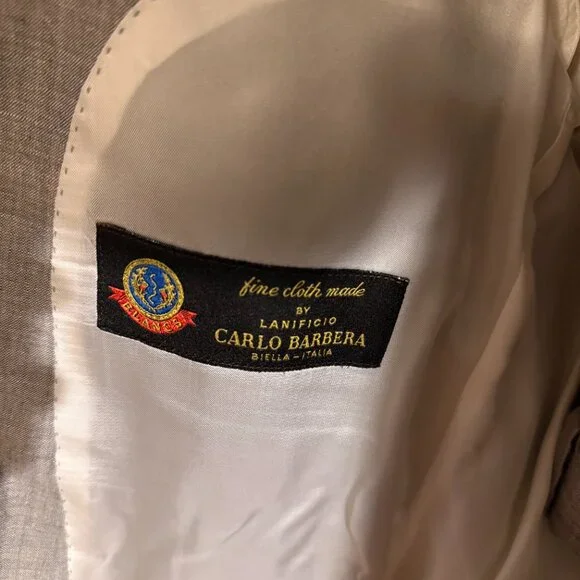 fine cloth made
BY
LANIFICIO
CARLO BARBERA
BIELLA - ITALIA